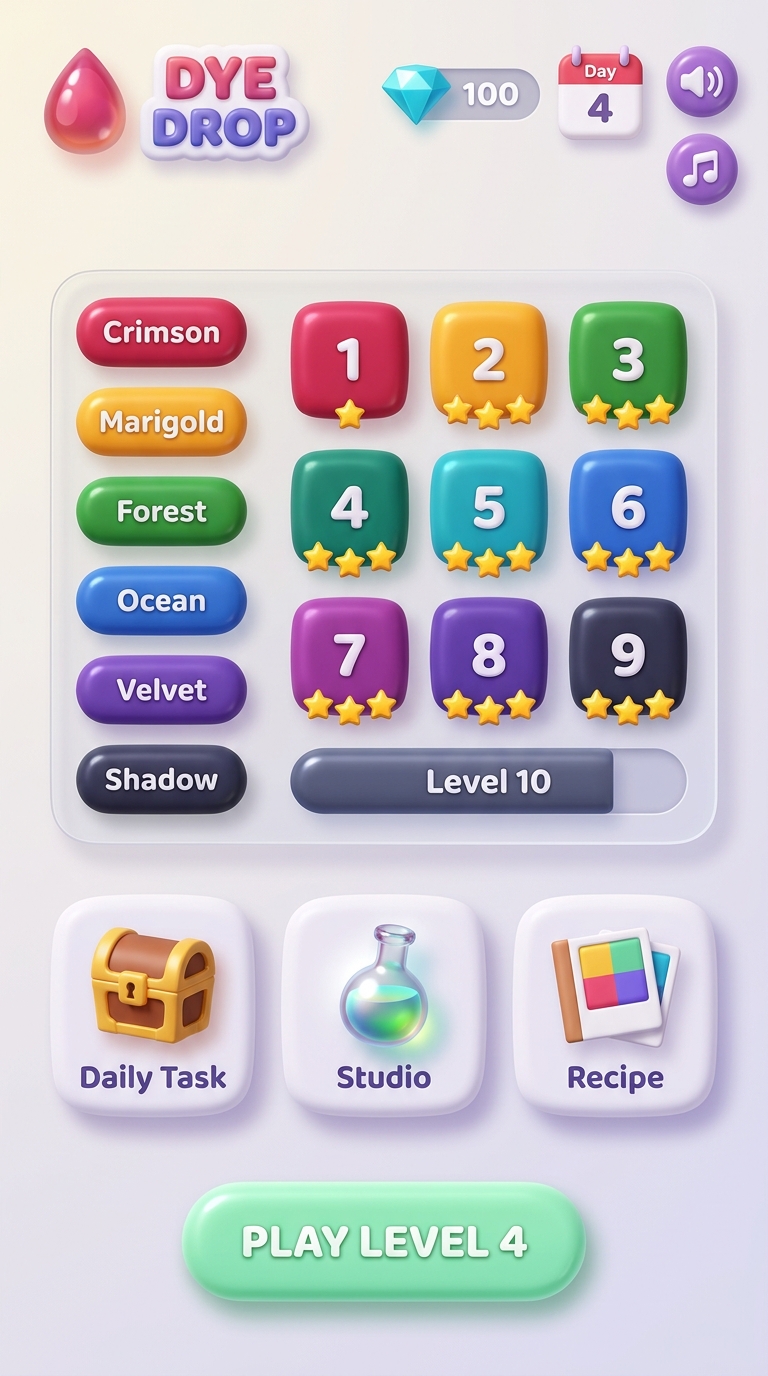 DYE
DROP
100
Day
4
Crimson
Marigold
Forest
Ocean
Velvet
Shadow
1
2
3
4
5
6
7
8
9
Level 10
Daily Task
Studio
Recipe
PLAY LEVEL 4